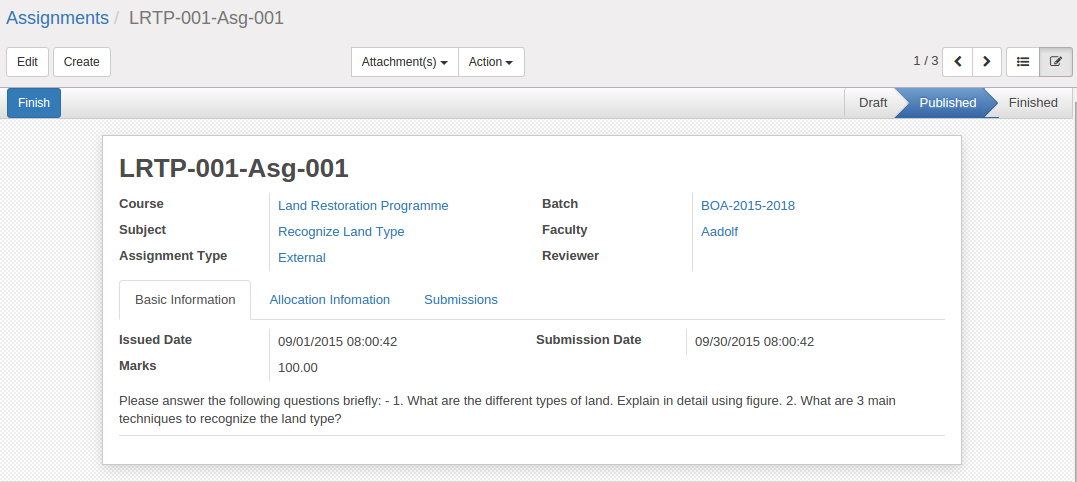 Assignments / LRTP-001-Asg-001
Edit Create Attachment(s) Action 1 / 3
Finish Draft Published Finished
LRTP-001-Asg-001
Course Land Restoration Programme Batch BOA-2015-2018
Subject Recognize Land Type Faculty Aadolf
Assignment Type External Reviewer
Basic Information Allocation Infomation Submissions
Issued Date 09/01/2015 08:00:42 Submission Date 09/30/2015 08:00:42
Marks 100.00
Please answer the following questions briefly: - 1. What are the different types of land. Explain in detail using figure. 2. What are 3 main
techniques to recognize the land type?